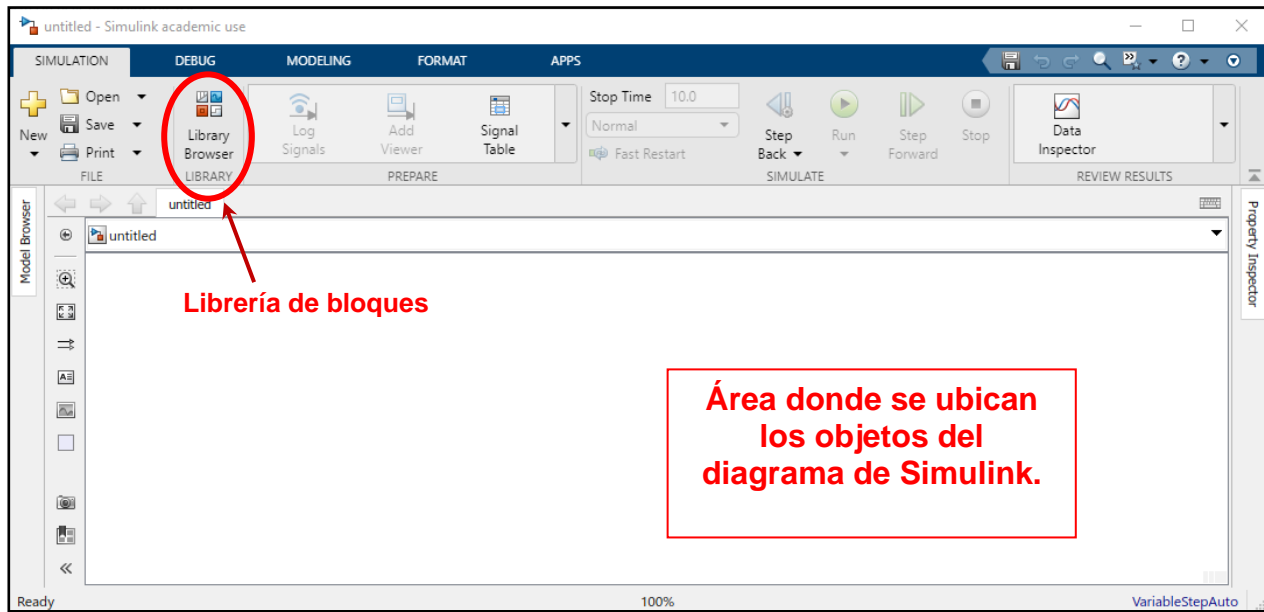 untitled - Simulink academic use
SIMULATION DEBUG MODELING FORMAT APPS
New
Open
Save
Print
FILE
Library
Browser
LIBRARY
Log
Signals
Add
Viewer
Signal
Table
PREPARE
Stop Time 10.0
Normal
Fast Restart
Step
Back
Run
Step
Forward
Stop
SIMULATE
Data
Inspector
REVIEW RESULTS
Model Browser
untitled
untitled
Property Inspector
Librería de bloques
Área donde se ubican
los objetos del
diagrama de Simulink.
Ready 100% VariableStepAuto